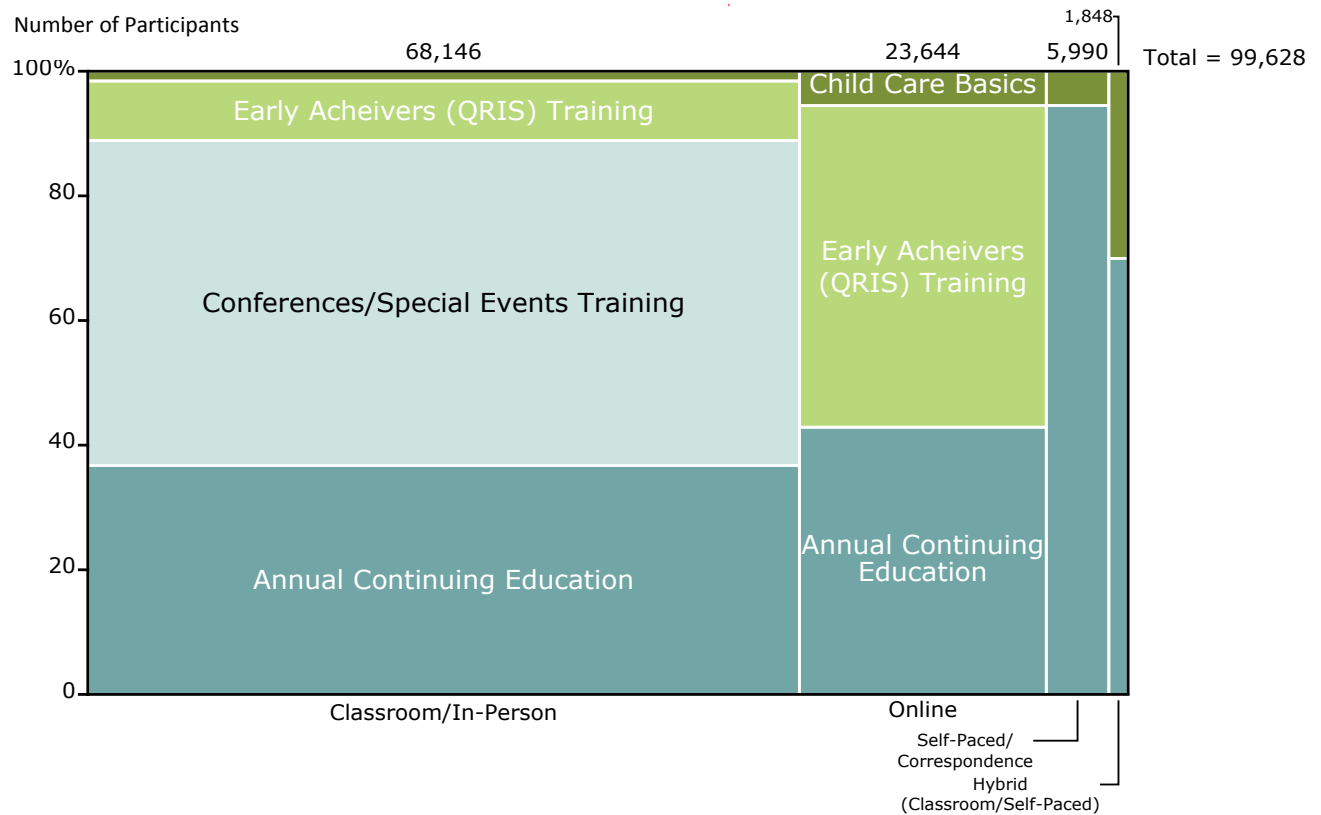 Number of Participants
1,848
68,146
23,644
5,990
Total = 99,628
100%
80
60
40
20
0
Early Acheivers (QRIS) Training
Conferences/Special Events Training
Annual Continuing Education
Child Care Basics
Early Acheivers
(QRIS) Training
Annual Continuing
Education
Classroom/In-Person
Online
Self-Paced/
Correspondence
Hybrid
(Classroom/Self-Paced)